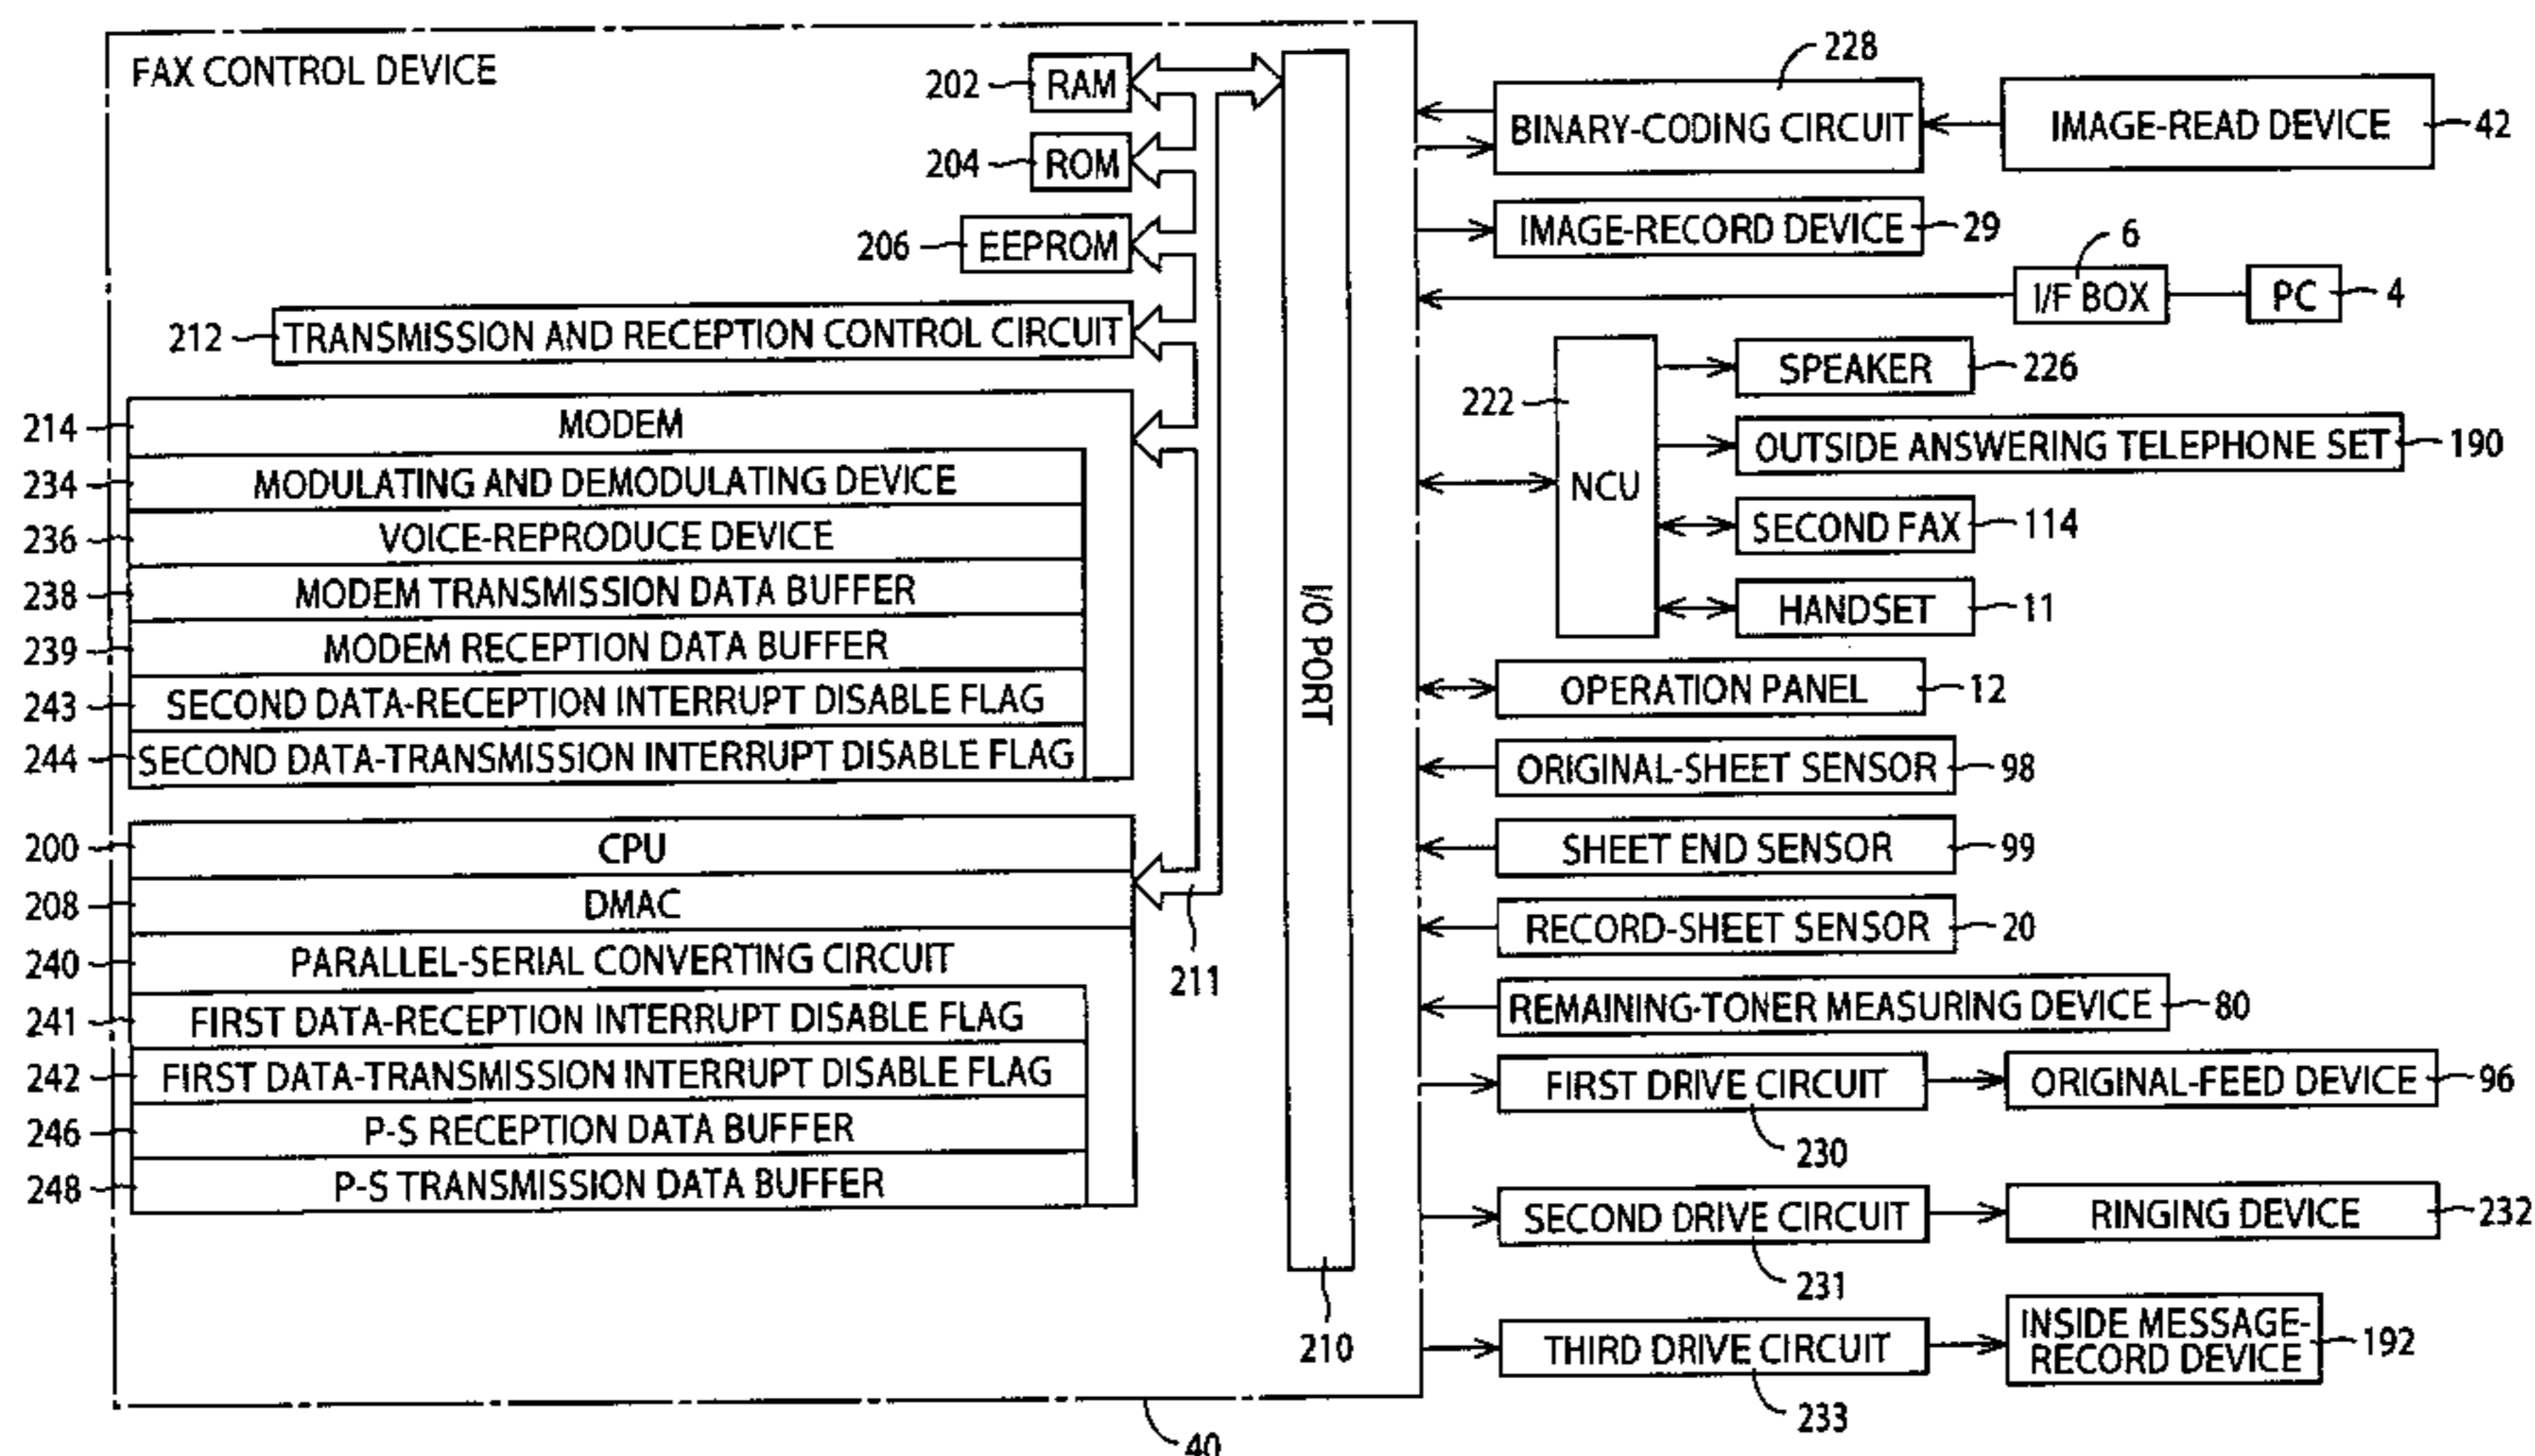 FAX CONTROL DEVICE
202 RAM
204 ROM
206 EEPROM
212 TRANSMISSION AND RECEPTION CONTROL CIRCUIT
214 MODEM
234 MODULATING AND DEMODULATING DEVICE
236 VOICE-REPRODUCE DEVICE
238 MODEM TRANSMISSION DATA BUFFER
239 MODEM RECEPTION DATA BUFFER
243 SECOND DATA-RECEPTION INTERRUPT DISABLE FLAG
244 SECOND DATA-TRANSMISSION INTERRUPT DISABLE FLAG
200 CPU
208 DMAC
240 PARALLEL-SERIAL CONVERTING CIRCUIT
241 FIRST DATA-RECEPTION INTERRUPT DISABLE FLAG
242 FIRST DATA-TRANSMISSION INTERRUPT DISABLE FLAG
246 P-S RECEPTION DATA BUFFER
248 P-S TRANSMISSION DATA BUFFER
211
I/O PORT
210
40
228
BINARY-CODING CIRCUIT
IMAGE-READ DEVICE 42
IMAGE-RECORD DEVICE 29
6
I/F BOX
PC 4
222
NCU
SPEAKER 226
OUTSIDE ANSWERING TELEPHONE SET 190
SECOND FAX 114
HANDSET 11
OPERATION PANEL 12
ORIGINAL-SHEET SENSOR 98
SHEET END SENSOR 99
RECORD-SHEET SENSOR 20
REMAINING-TONER MEASURING DEVICE 80
FIRST DRIVE CIRCUIT
230
ORIGINAL-FEED DEVICE 96
SECOND DRIVE CIRCUIT
231
RINGING DEVICE 232
THIRD DRIVE CIRCUIT
233
INSIDE MESSAGE-
RECORD DEVICE 192